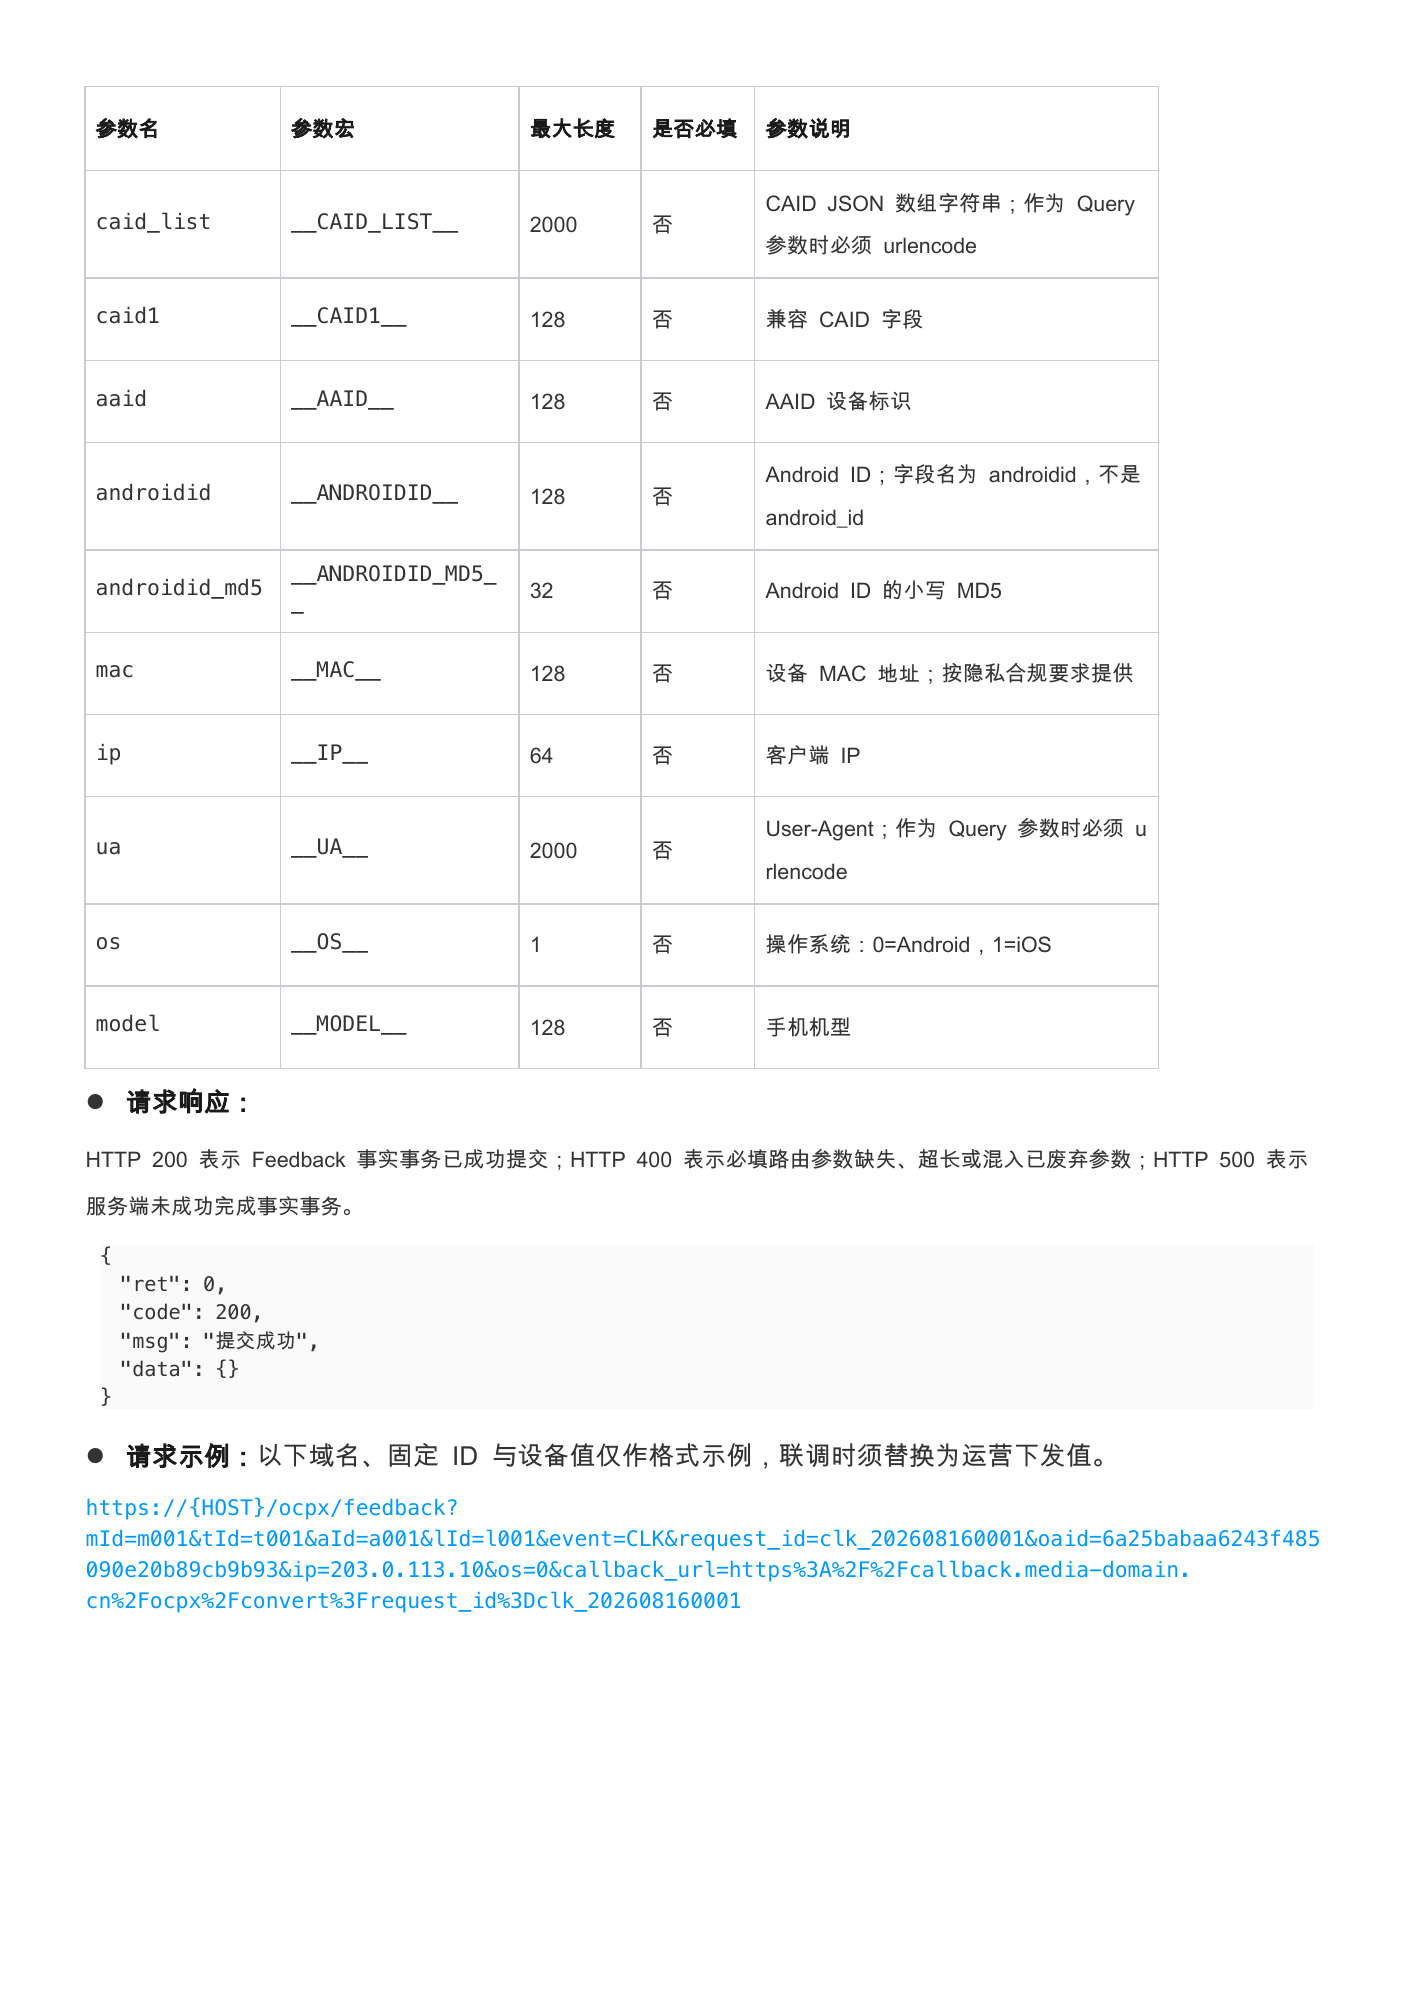 参数名 参数宏 最大长度 是否必填 参数说明
caid_list __CAID_LIST__ 2000 否 CAID JSON 数组字符串；作为 Query
参数时必须 urlencode
caid1 __CAID1__ 128 否 兼容 CAID 字段
aaid __AAID__ 128 否 AAID 设备标识
androidid __ANDROIDID__ 128 否 Android ID；字段名为 androidid，不是
android_id
androidid_md5 __ANDROIDID_MD5_
_ 32 否 Android ID 的小写 MD5
mac __MAC__ 128 否 设备 MAC 地址；按隐私合规要求提供
ip __IP__ 64 否 客户端 IP
ua __UA__ 2000 否 User-Agent；作为 Query 参数时必须 u
rlencode
os __OS__ 1 否 操作系统：0=Android，1=iOS
model __MODEL__ 128 否 手机机型
● 请求响应：
HTTP 200 表示 Feedback 事实事务已成功提交；HTTP 400 表示必填路由参数缺失、超长或混入已废弃参数；HTTP 500 表示
服务端未成功完成事实事务。
{
"ret": 0,
"code": 200,
"msg": "提交成功",
"data": {}
}
● 请求示例：以下域名、固定 ID 与设备值仅作格式示例，联调时须替换为运营下发值。
https://{HOST}/ocpx/feedback?
mId=m001&tId=t001&aId=a001&lId=l001&event=CLK&request_id=clk_202608160001&oaid=6a25babaa6243f485
090e20b89cb9b93&ip=203.0.113.10&os=0&callback_url=https%3A%2F%2Fcallback.media-domain.
cn%2Focpx%2Fconvert%3Frequest_id%3Dclk_202608160001